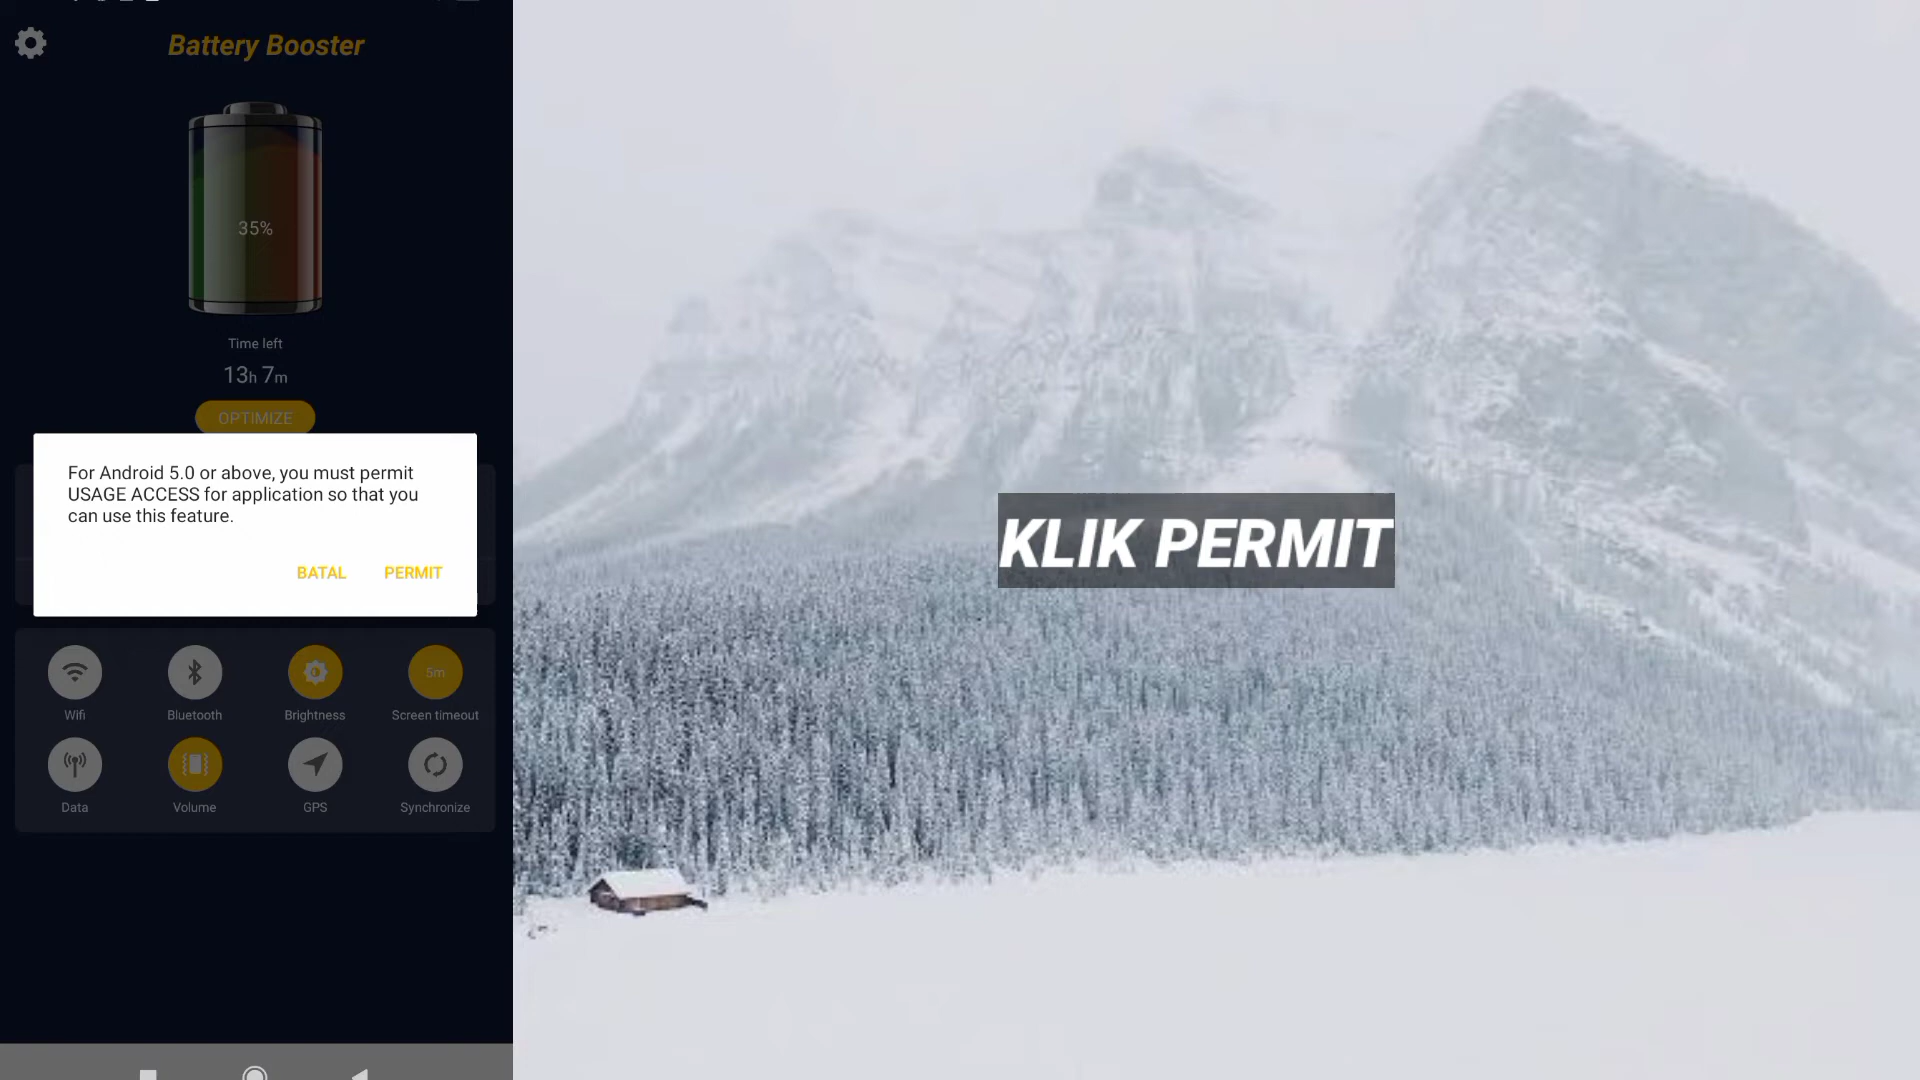 Battery Booster
35%
Time left
13h 7m
OPTIMIZE
For Android 5.0 or above, you must permit
USAGE ACCESS for application so that you
can use this feature.
BATAL PERMIT
Wifi Bluetooth Brightness 5m Screen timeout
Data Volume GPS Synchronize
KLIK PERMIT